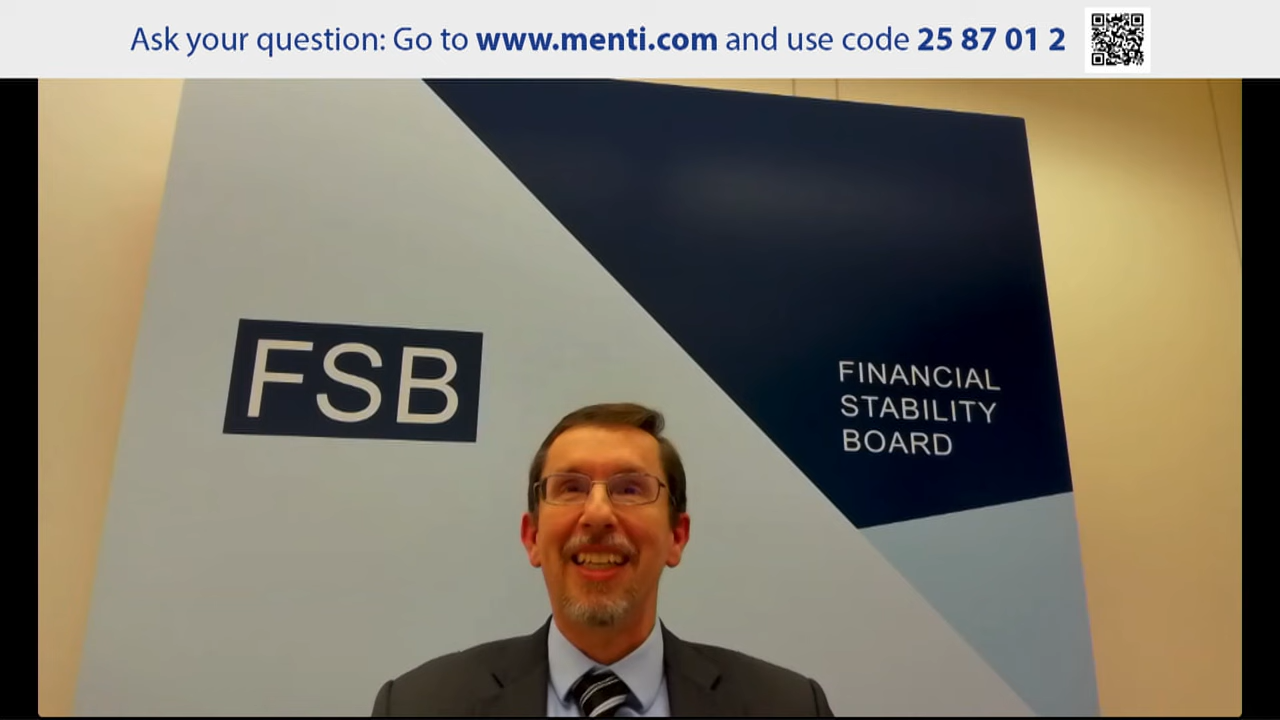 Ask your question: Go to www.menti.com and use code 25 87 01 2
FSB
FINANCIAL
STABILITY
BOARD